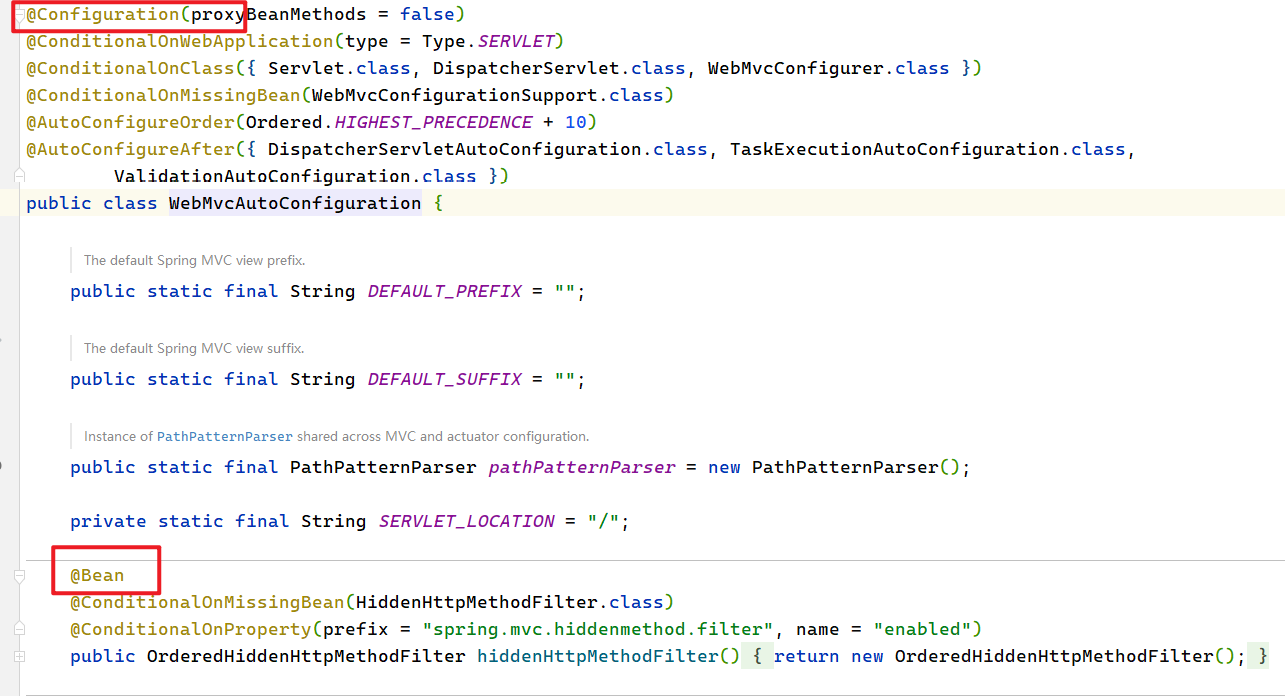 @Configuration(proxyBeanMethods = false)
@ConditionalOnWebApplication(type = Type.SERVLET)
@ConditionalOnClass({ Servlet.class, DispatcherServlet.class, WebMvcConfigurer.class })
@ConditionalOnMissingBean(WebMvcConfigurationSupport.class)
@AutoConfigureOrder(Ordered.HIGHEST_PRECEDENCE + 10)
@AutoConfigureAfter({ DispatcherServletAutoConfiguration.class, TaskExecutionAutoConfiguration.class,
ValidationAutoConfiguration.class })
public class WebMvcAutoConfiguration {
The default Spring MVC view prefix.
public static final String DEFAULT_PREFIX = "";
The default Spring MVC view suffix.
public static final String DEFAULT_SUFFIX = "";
Instance of PathPatternParser shared across MVC and actuator configuration.
public static final PathPatternParser pathPatternParser = new PathPatternParser();
private static final String SERVLET_LOCATION = "/";
@Bean
@ConditionalOnMissingBean(HiddenHttpMethodFilter.class)
@ConditionalOnProperty(prefix = "spring.mvc.hiddenmethod.filter", name = "enabled")
public OrderedHiddenHttpMethodFilter hiddenHttpMethodFilter() { return new OrderedHiddenHttpMethodFilter(); }